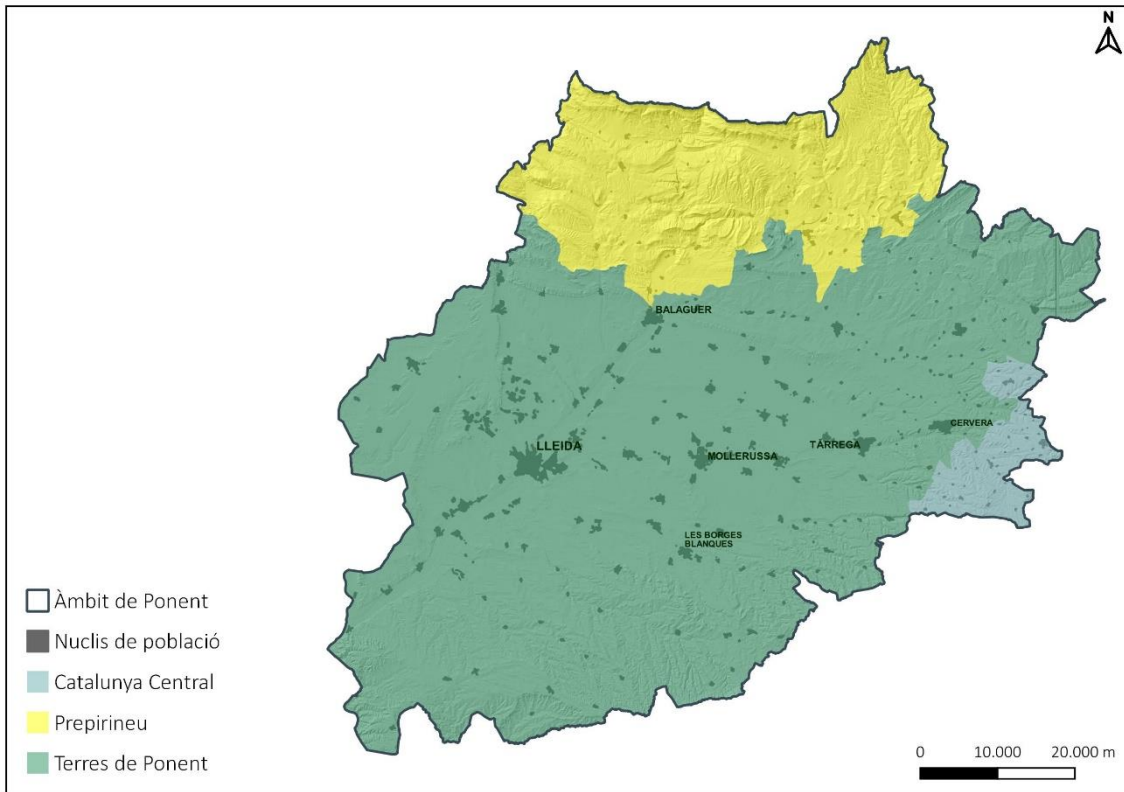 N
BALAGUER
LLEIDA
CERVERA
TÀRREGA
MOLLERUSSA
LES BORGES
BLANQUES
Àmbit de Ponent
Nuclis de població
Catalunya Central
Prepirineu
Terres de Ponent
0 10.000 20.000 m